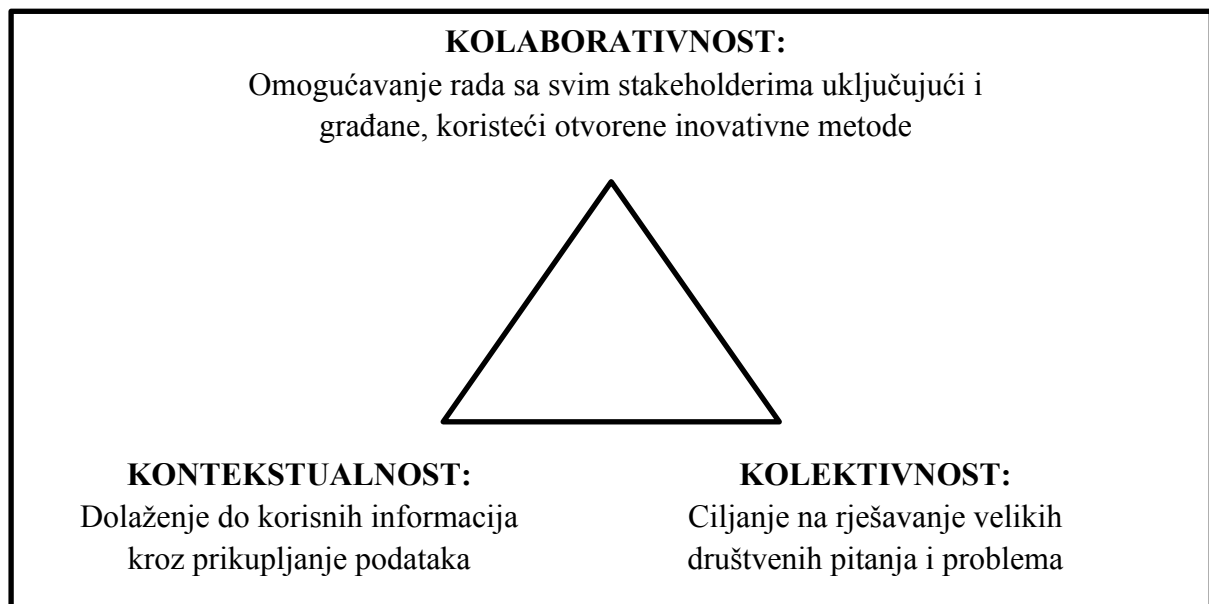 KOLABORATIVNOST:
Omogućavanje rada sa svim stakeholderima uključujući i
građane, koristeći otvorene inovativne metode
KONTEKSTUALNOST:
Dolaženje do korisnih informacija
kroz prikupljanje podataka
KOLEKTIVNOST:
Ciljanje na rješavanje velikih
društvenih pitanja i problema